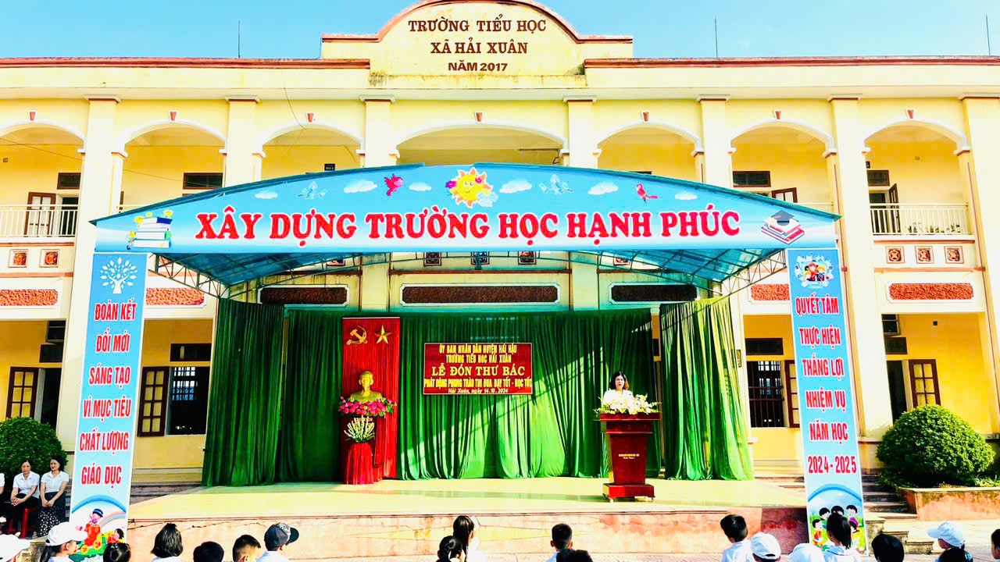 TRƯỜNG TIỂU HỌC
XÃ HẢI XUÂN
NĂM 2017
XÂY DỰNG TRƯỜNG HỌC HẠNH PHÚC
ĐOÀN KẾT
ĐỔI MỚI
SÁNG TẠO
VÌ MỤC TIÊU
CHẤT LƯỢNG
GIÁO DỤC
ỦY BAN NHÂN DÂN HUYỆN HẢI HẬU
TRƯỜNG TIỂU HỌC HẢI XUÂN
LỄ ĐÓN THƯ BÁC
PHÁT ĐỘNG PHONG TRÀO THI ĐUA DẠY TỐT - HỌC TỐT
Hải Xuân, ngày 14.10.2024
QUYẾT TÂM
THỰC HIỆN
THẮNG LỢI
NHIỆM VỤ
NĂM HỌC
2024-2025